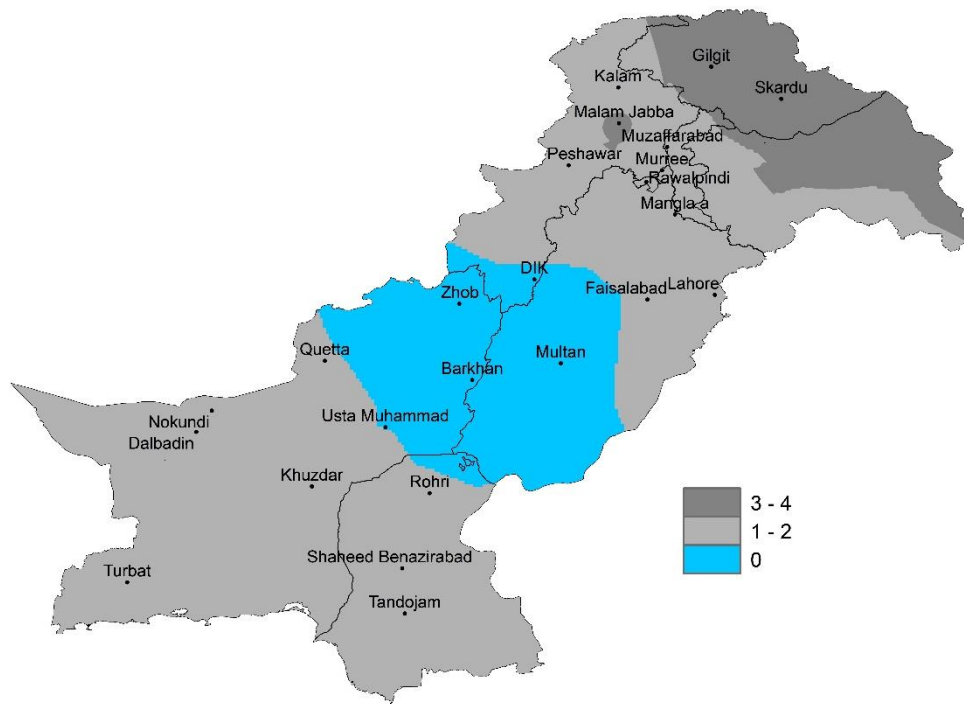 Gilgit
Kalam
Skardu
Malam Jabba
Muzaffarabad
Peshawar
Murree
Rawalpindi
Mangla a
DIK
Zhob
Faisalabad
Lahore
Quetta
Multan
Barkhan
Usta Muhammad
Nokundi
Dalbadin
Khuzdar
Rohri
3 - 4
1 - 2
0
Shaheed Benazirabad
Turbat
Tandojam